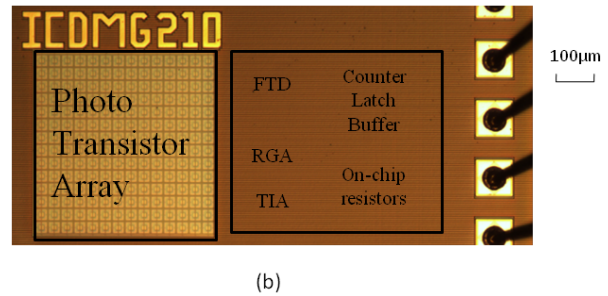 ICDMG210
Photo
Transistor
Array
FTD
RGA
TIA
Counter
Latch
Buffer
On-chip
resistors
100μm
(b)